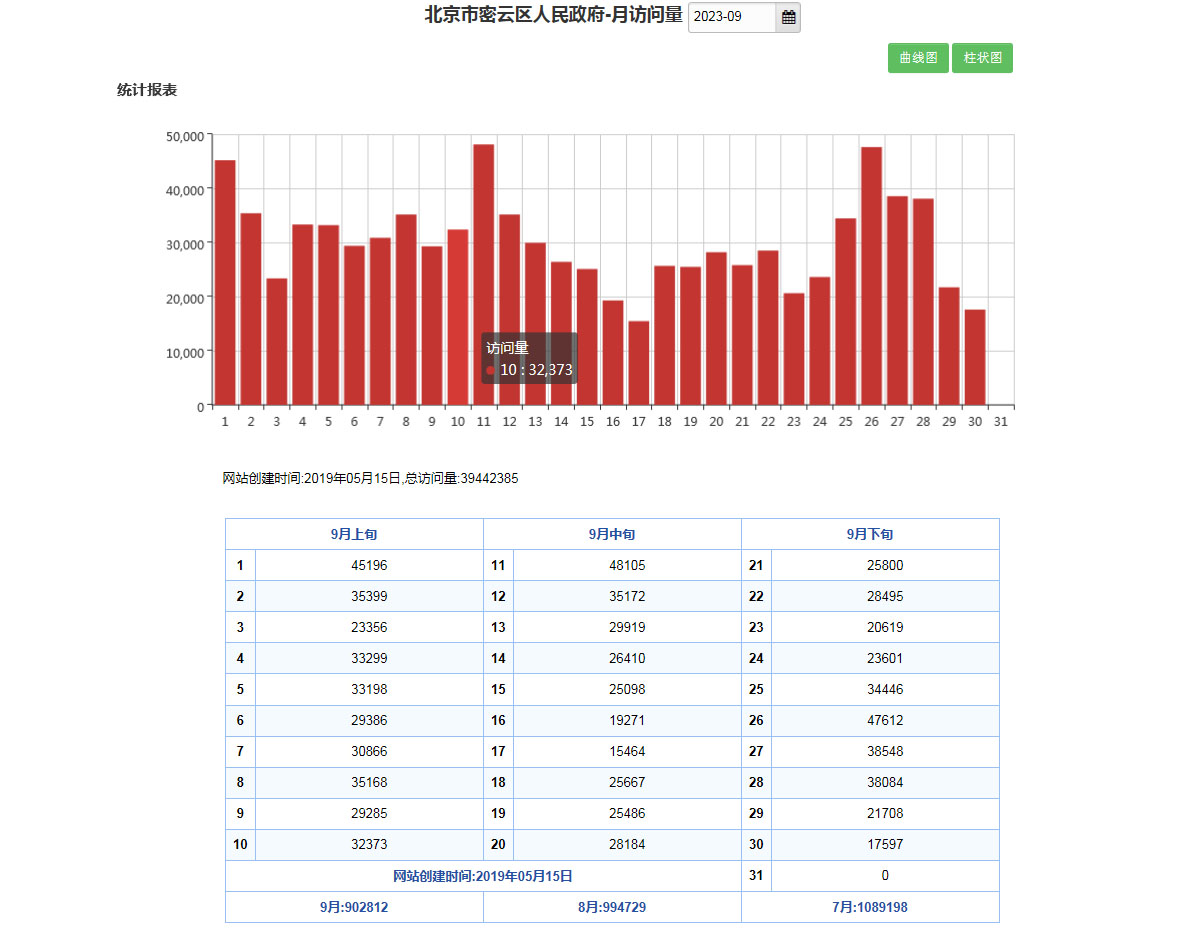 北京市密云区人民政府-月访问量 2023-09
曲线图 柱状图
统计报表
50,000
40,000
30,000
20,000
10,000
0
访问量
10 : 32,373
1 2 3 4 5 6 7 8 9 10 11 12 13 14 15 16 17 18 19 20 21 22 23 24 25 26 27 28 29 30 31
网站创建时间:2019年05月15日,总访问量:39442385
9月上旬 9月中旬 9月下旬
1 45196 11 48105 21 25800
2 35399 12 35172 22 28495
3 23356 13 29919 23 20619
4 33299 14 26410 24 23601
5 33198 15 25098 25 34446
6 29386 16 19271 26 47612
7 30866 17 15464 27 38548
8 35168 18 25667 28 38084
9 29285 19 25486 29 21708
10 32373 20 28184 30 17597
网站创建时间:2019年05月15日 31 0
9月:902812 8月:994729 7月:1089198